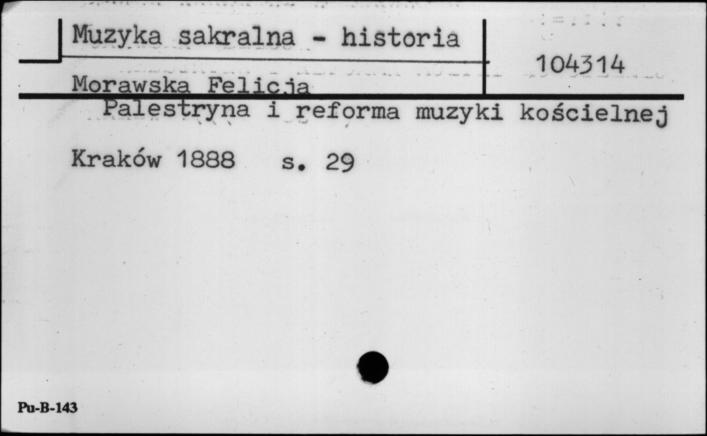 Muzyka sakralna - historia
104314
Morawska Felicja
Palestryna i reforma muzyki kościelnej
Kraków 1888 s. 29
Pu-B-143